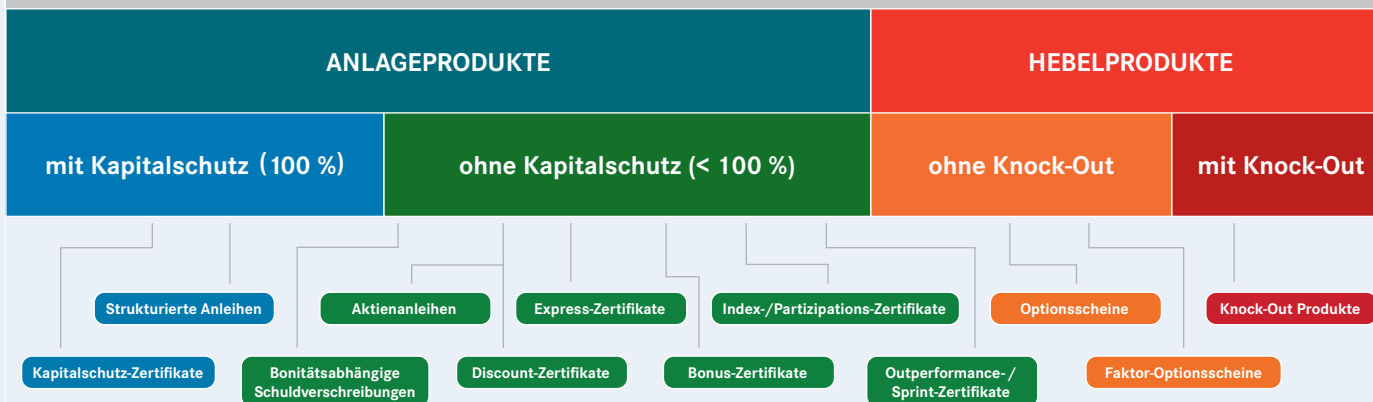 ANLAGEPRODUKTE
HEBELPRODUKTE
mit Kapitalschutz (100 %)
ohne Kapitalschutz (< 100 %)
ohne Knock-Out
mit Knock-Out
Strukturierte Anleihen
Aktienanleihen
Express-Zertifikate
Index-/Partizipations-Zertifikate
Optionsscheine
Knock-Out Produkte
Kapitalschutz-Zertifikate
Bonitätsabhängige
Schuldverschreibungen
Discount-Zertifikate
Bonus-Zertifikate
Outperformance-/
Sprint-Zertifikate
Faktor-Optionsscheine